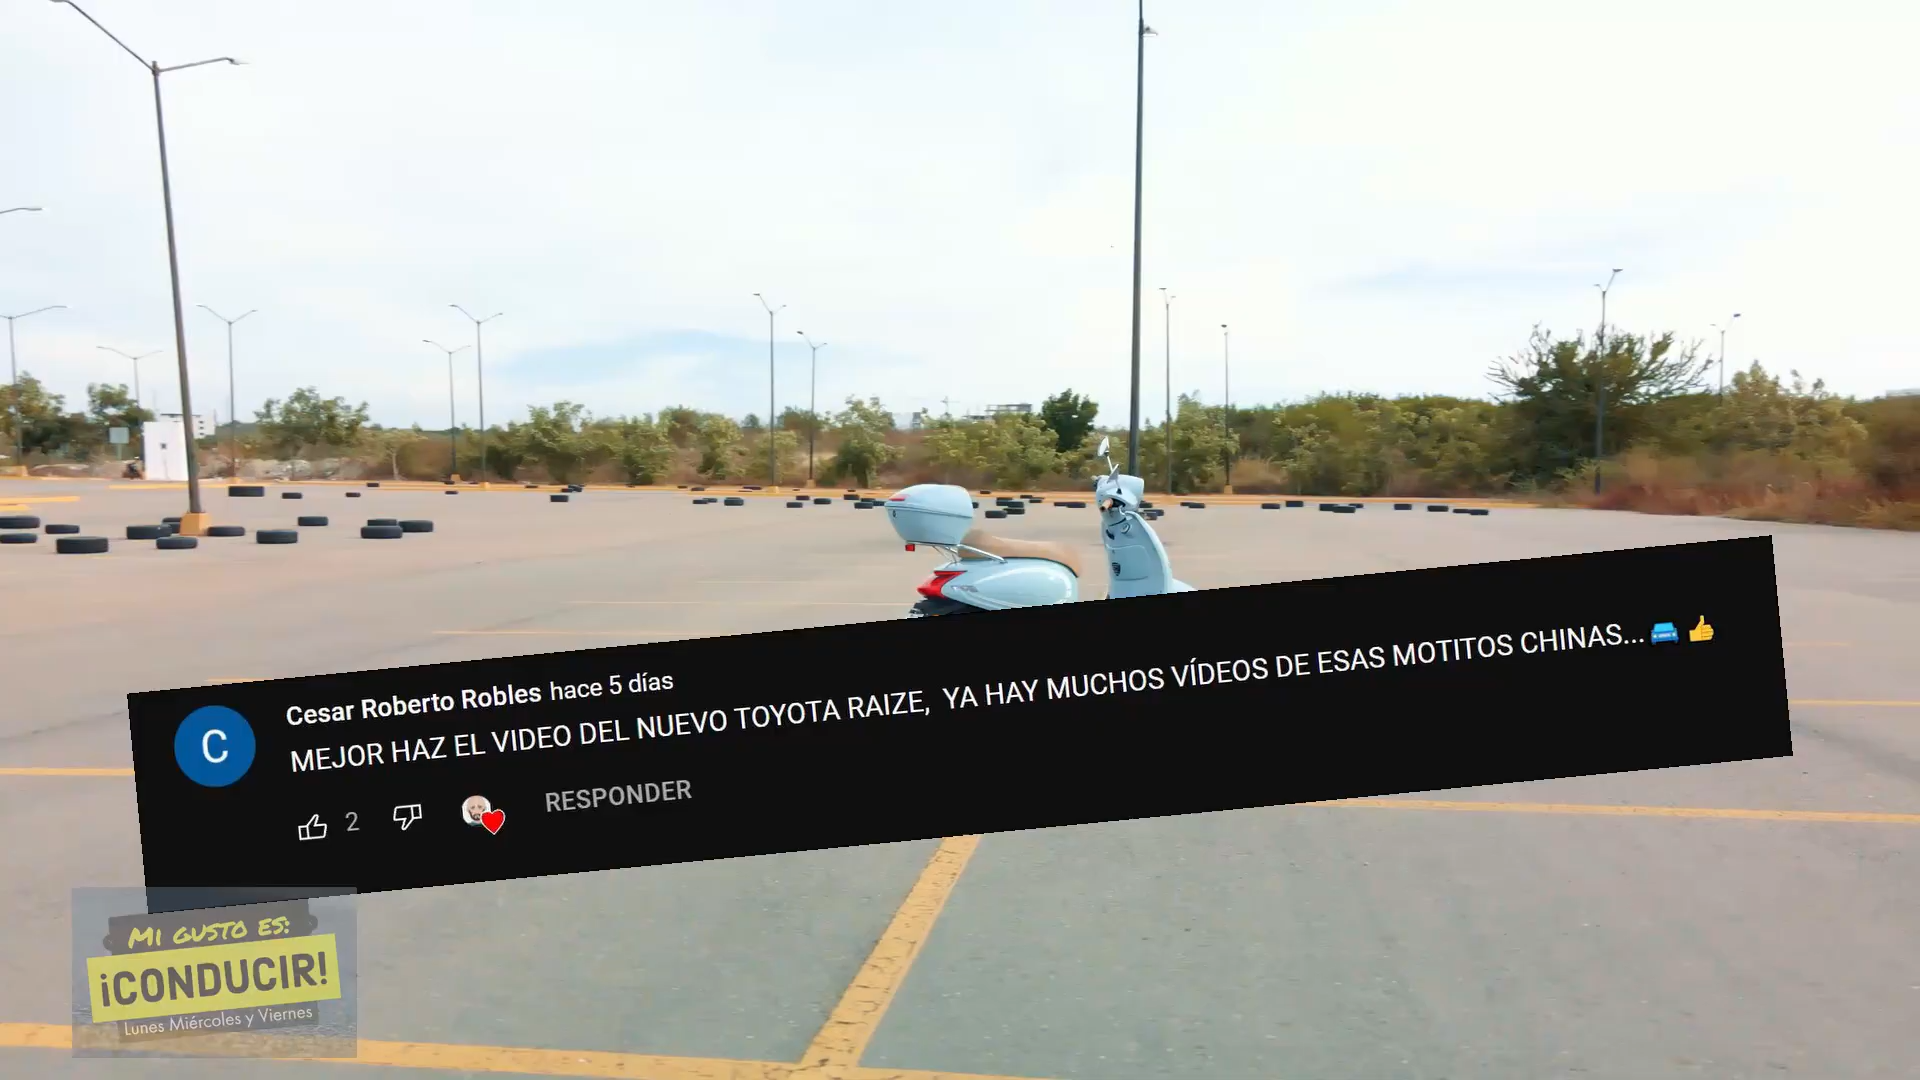 Cesar Roberto Robles hace 5 días
C
MEJOR HAZ EL VIDEO DEL NUEVO TOYOTA RAIZE, YA HAY MUCHOS VÍDEOS DE ESAS MOTITOS CHINAS...🚘👍
2
RESPONDER
MI GUSTO ES:
¡CONDUCIR!
Lunes Miércoles y Viernes